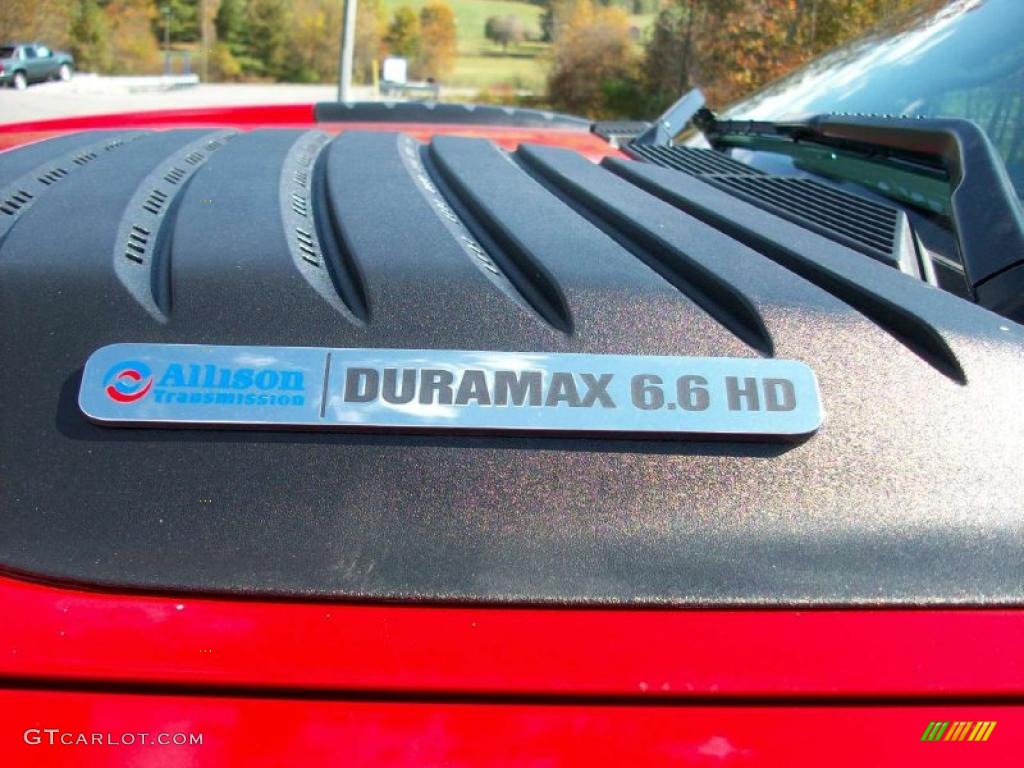 Allison DURAMAX 6.6 HD
Transmission
GTCARLOT.COM